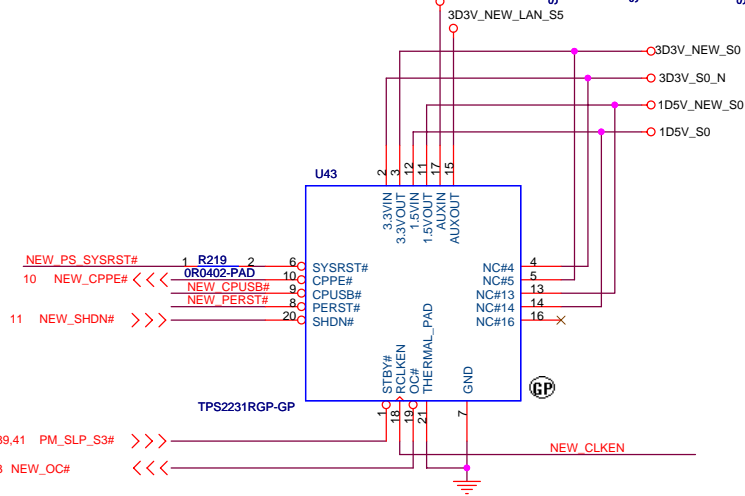 3D3V_NEW_LAN_S5
3D3V_NEW_S0
3D3V_S0_N
1D5V_NEW_S0
1D5V_S0
U43
2 3 12 11 17 15
3.3VIN
3.3VOUT
1.5VIN
1.5VOUT
AUXIN
AUXOUT
NEW_PS_SYSRST# 1 R219 2 6 SYSRST#
0R0402-PAD
10 NEW_CPPE# 10 CPPE#
NEW_CPUSB# 9 CPUSB#
NEW_PERST# 8 PERST#
11 NEW_SHDN# 20 SHDN#
NC#4 4
NC#5 5
NC#13 13
NC#14 14
NC#16 16
STBY#
RCLKEN
OC#
THERMAL_PAD
GND
GP
TPS2231RGP-GP
1 18 19 21 7
39,41 PM_SLP_S3#
NEW_CLKEN
NEW_OC#